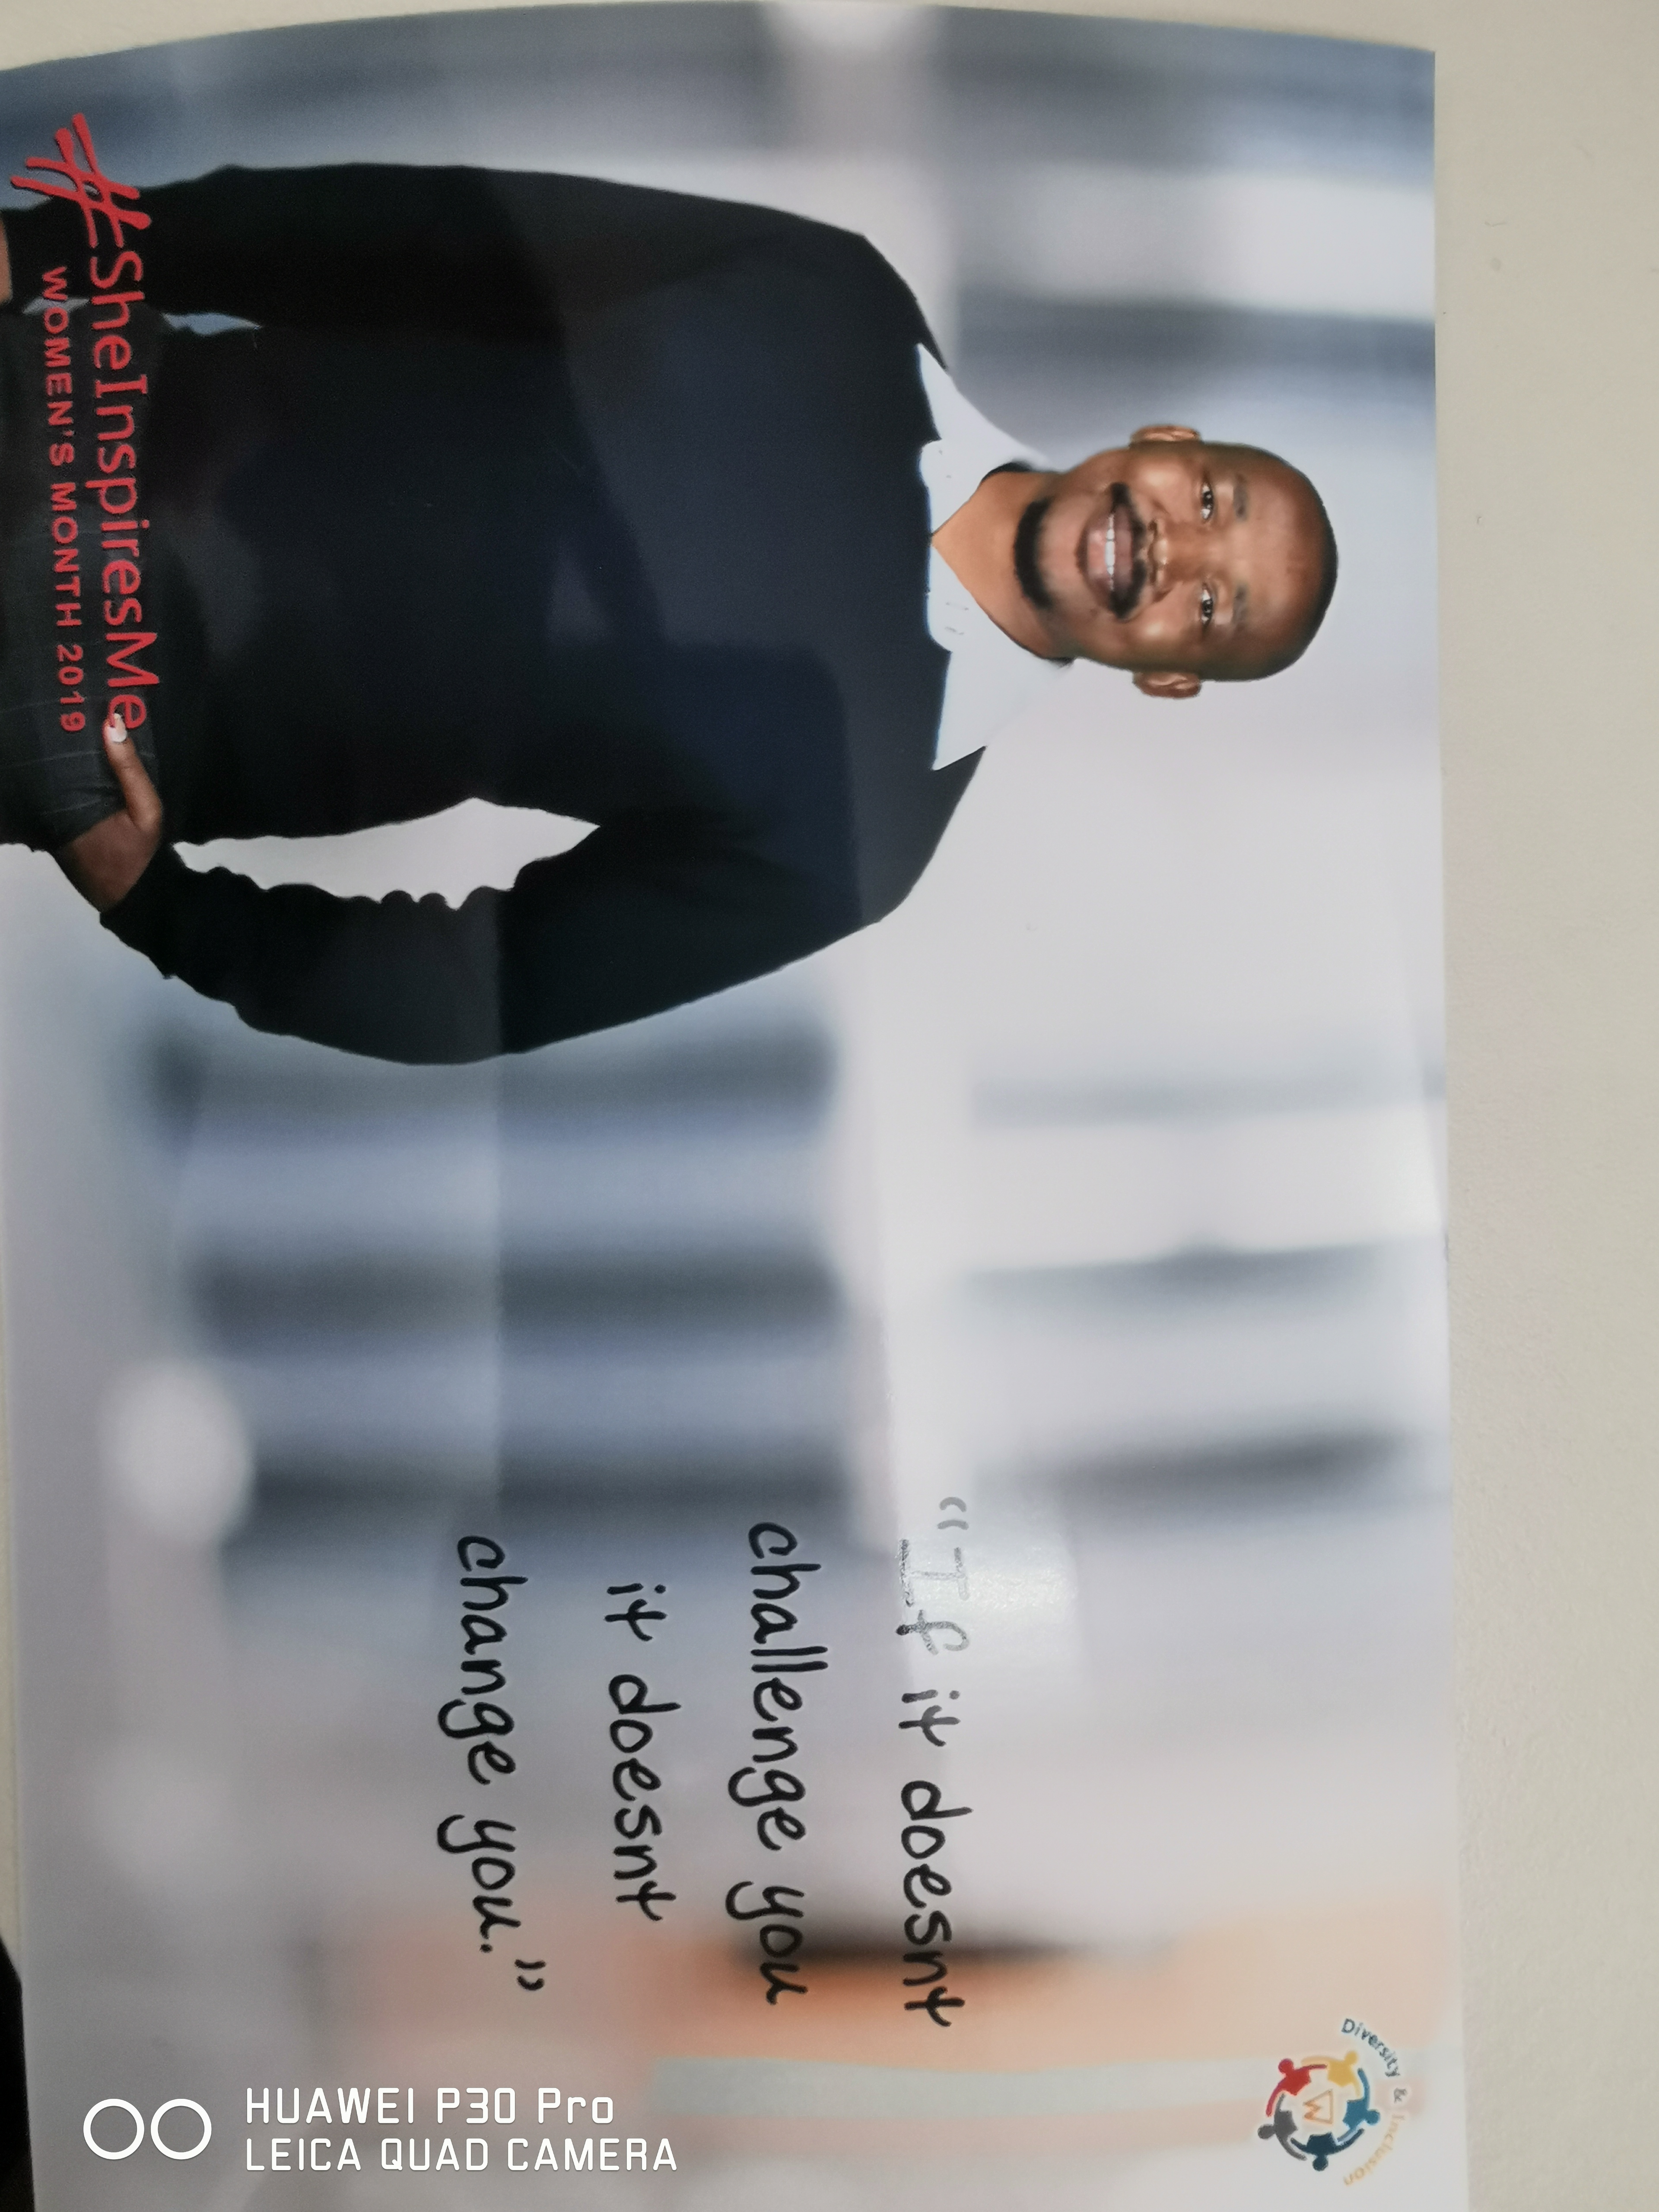 Diversity & Inclusion
W
“If it doesnt
challenge you
it doesnt
change you.”
#SheInspiresMe
WOMEN'S MONTH 2019
HUAWEI P30 Pro
LEICA QUAD CAMERA